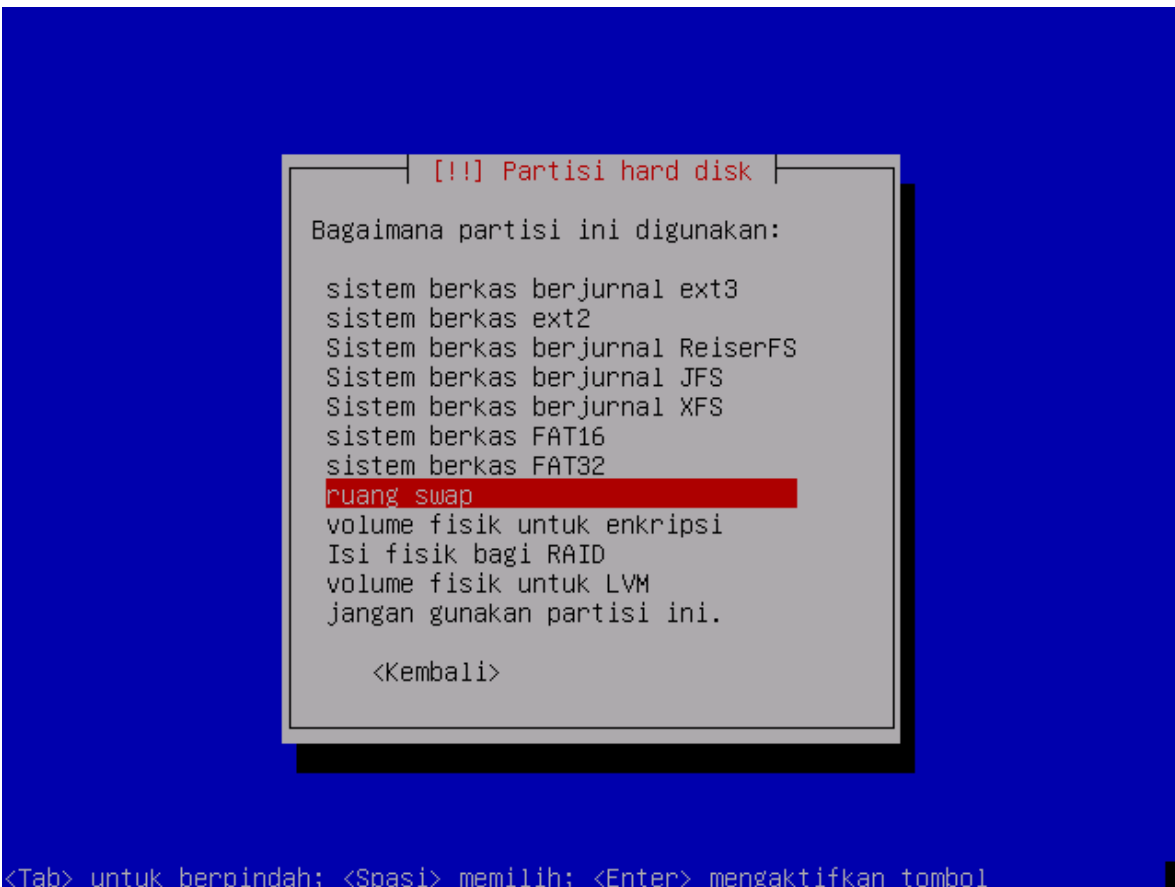 [!!] Partisi hard disk
Bagaimana partisi ini digunakan:
sistem berkas berjurnal ext3
sistem berkas ext2
Sistem berkas berjurnal ReiserFS
Sistem berkas berjurnal JFS
Sistem berkas berjurnal XFS
sistem berkas FAT16
sistem berkas FAT32
ruang swap
volume fisik untuk enkripsi
Isi fisik bagi RAID
volume fisik untuk LVM
jangan gunakan partisi ini.
<Kembali>
<Tab> untuk berpindah; <Spasi> memilih; <Enter> mengaktifkan tombol